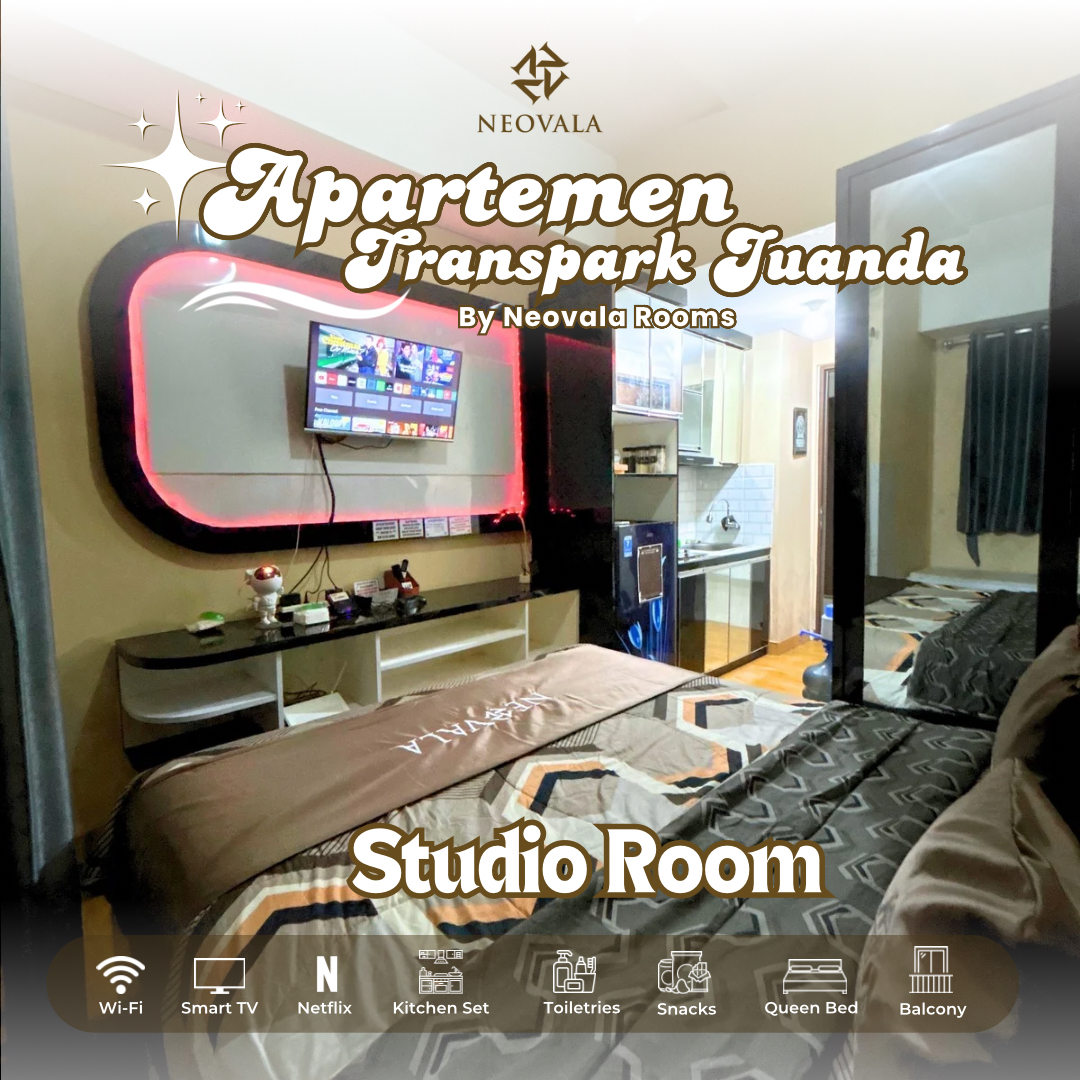 NEOVALA
Apartemen
Transpark Juanda
By Neovala Rooms
NEOVALA
Studio Room
Wi-Fi
Smart TV
Netflix
Kitchen Set
Toiletries
Snacks
Queen Bed
Balcony